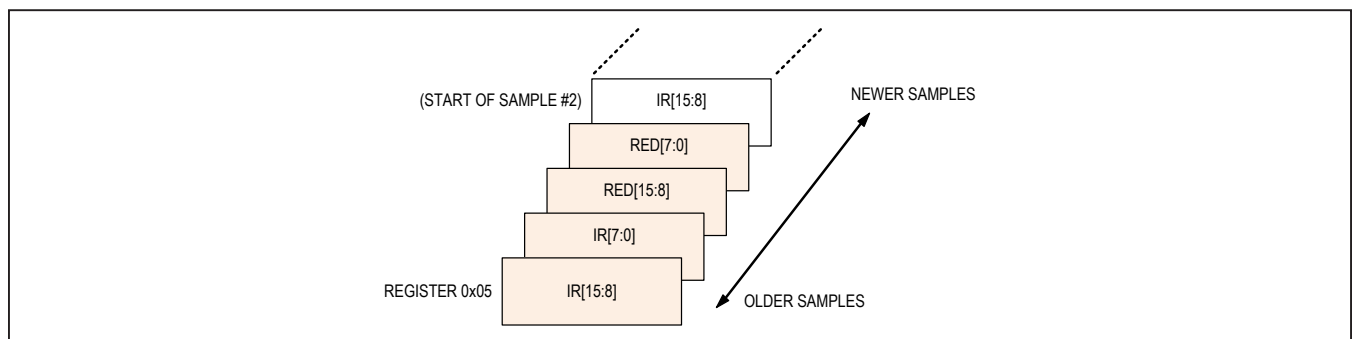 (START OF SAMPLE #2)
IR[15:8]
NEWER SAMPLES
RED[7:0]
RED[15:8]
IR[7:0]
REGISTER 0x05
IR[15:8]
OLDER SAMPLES